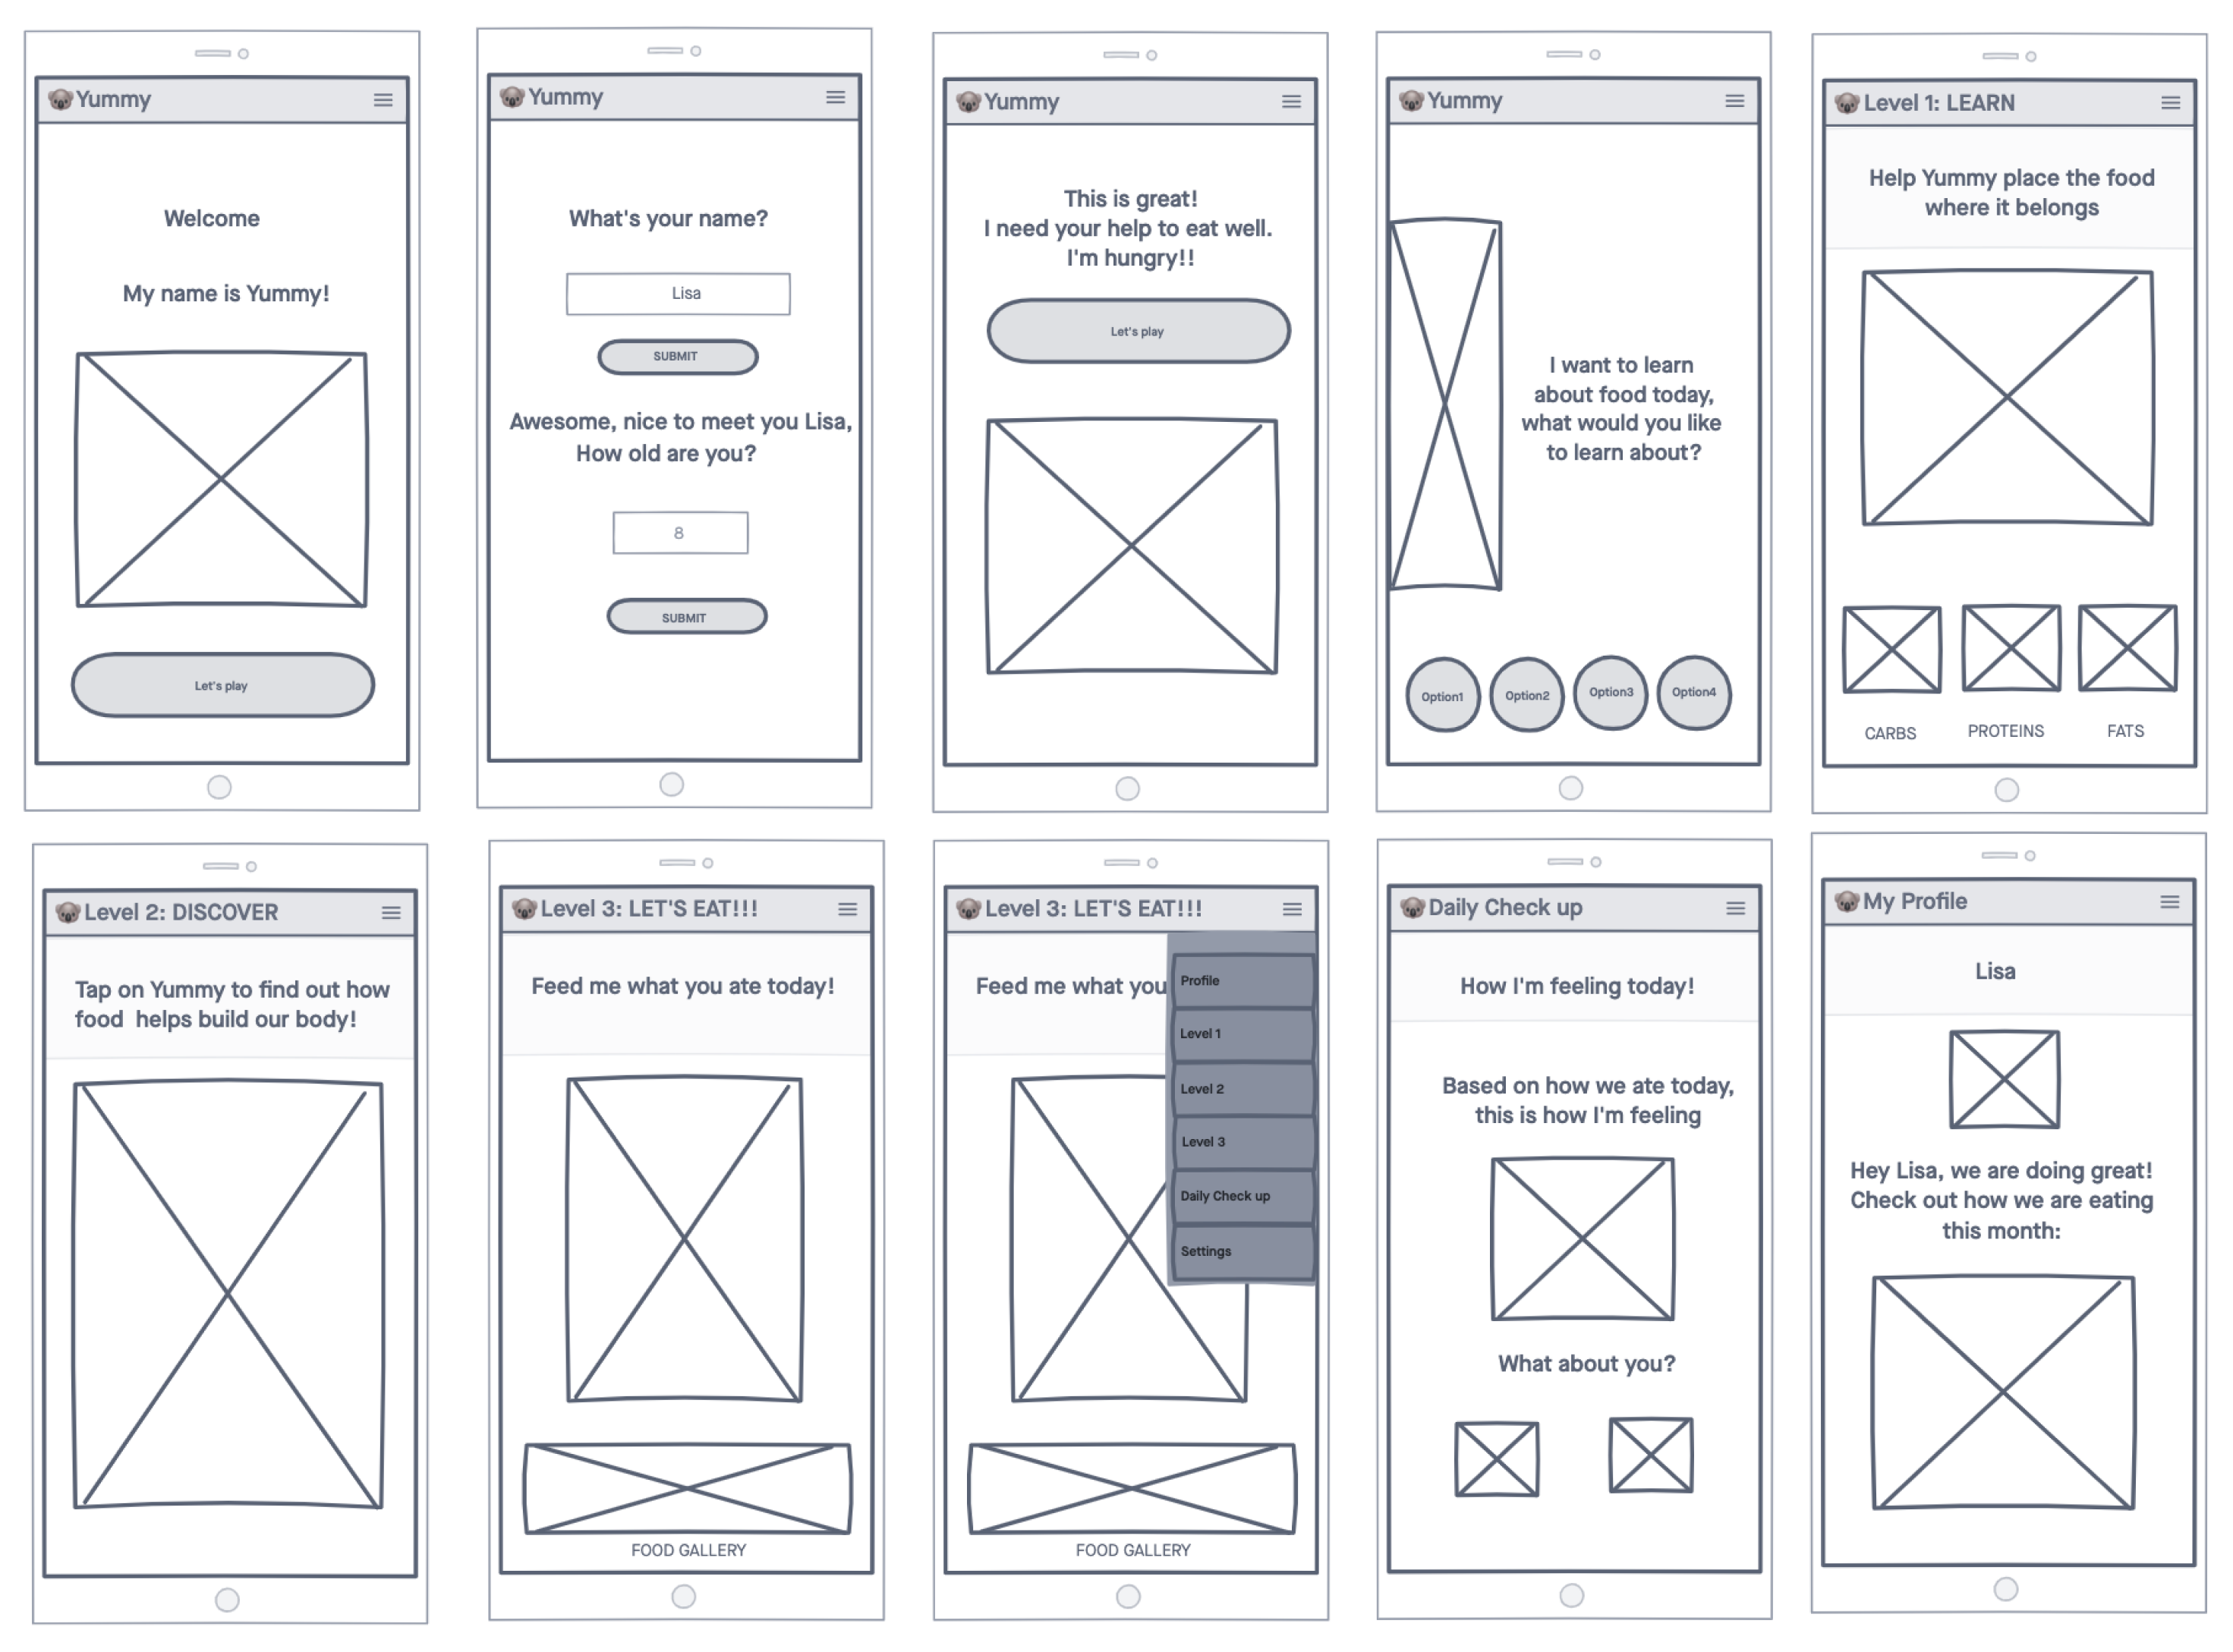 Yummy
Welcome
My name is Yummy!
Let's play
Yummy
What's your name?
Lisa
SUBMIT
Awesome, nice to meet you Lisa,
How old are you?
8
SUBMIT
Yummy
This is great!
I need your help to eat well.
I'm hungry!!
Let's play
Yummy
I want to learn
about food today,
what would you like
to learn about?
Option1
Option2
Option3
Option4
Level 1: LEARN
Help Yummy place the food
where it belongs
CARBS
PROTEINS
FATS
Level 2: DISCOVER
Tap on Yummy to find out how
food helps build our body!
Level 3: LET'S EAT!!!
Feed me what you ate today!
FOOD GALLERY
Level 3: LET'S EAT!!!
Feed me what you
Profile
Level 1
Level 2
Level 3
Daily Check up
Settings
FOOD GALLERY
Daily Check up
How I'm feeling today!
Based on how we ate today,
this is how I'm feeling
What about you?
My Profile
Lisa
Hey Lisa, we are doing great!
Check out how we are eating
this month: